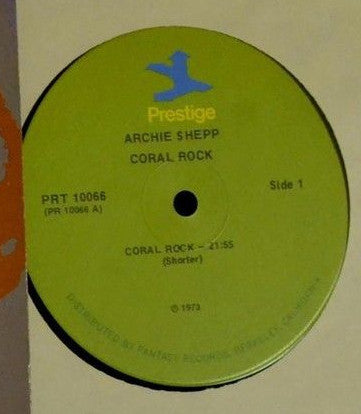 Prestige
ARCHIE SHEPP
CORAL ROCK
PRT 10066
(PR 10066 A)
Side 1
CORAL ROCK – 21:55
(Shorter)
℗ 1973
DISTRIBUTED BY FANTASY RECORDS, BERKELEY, CALIFORNIA